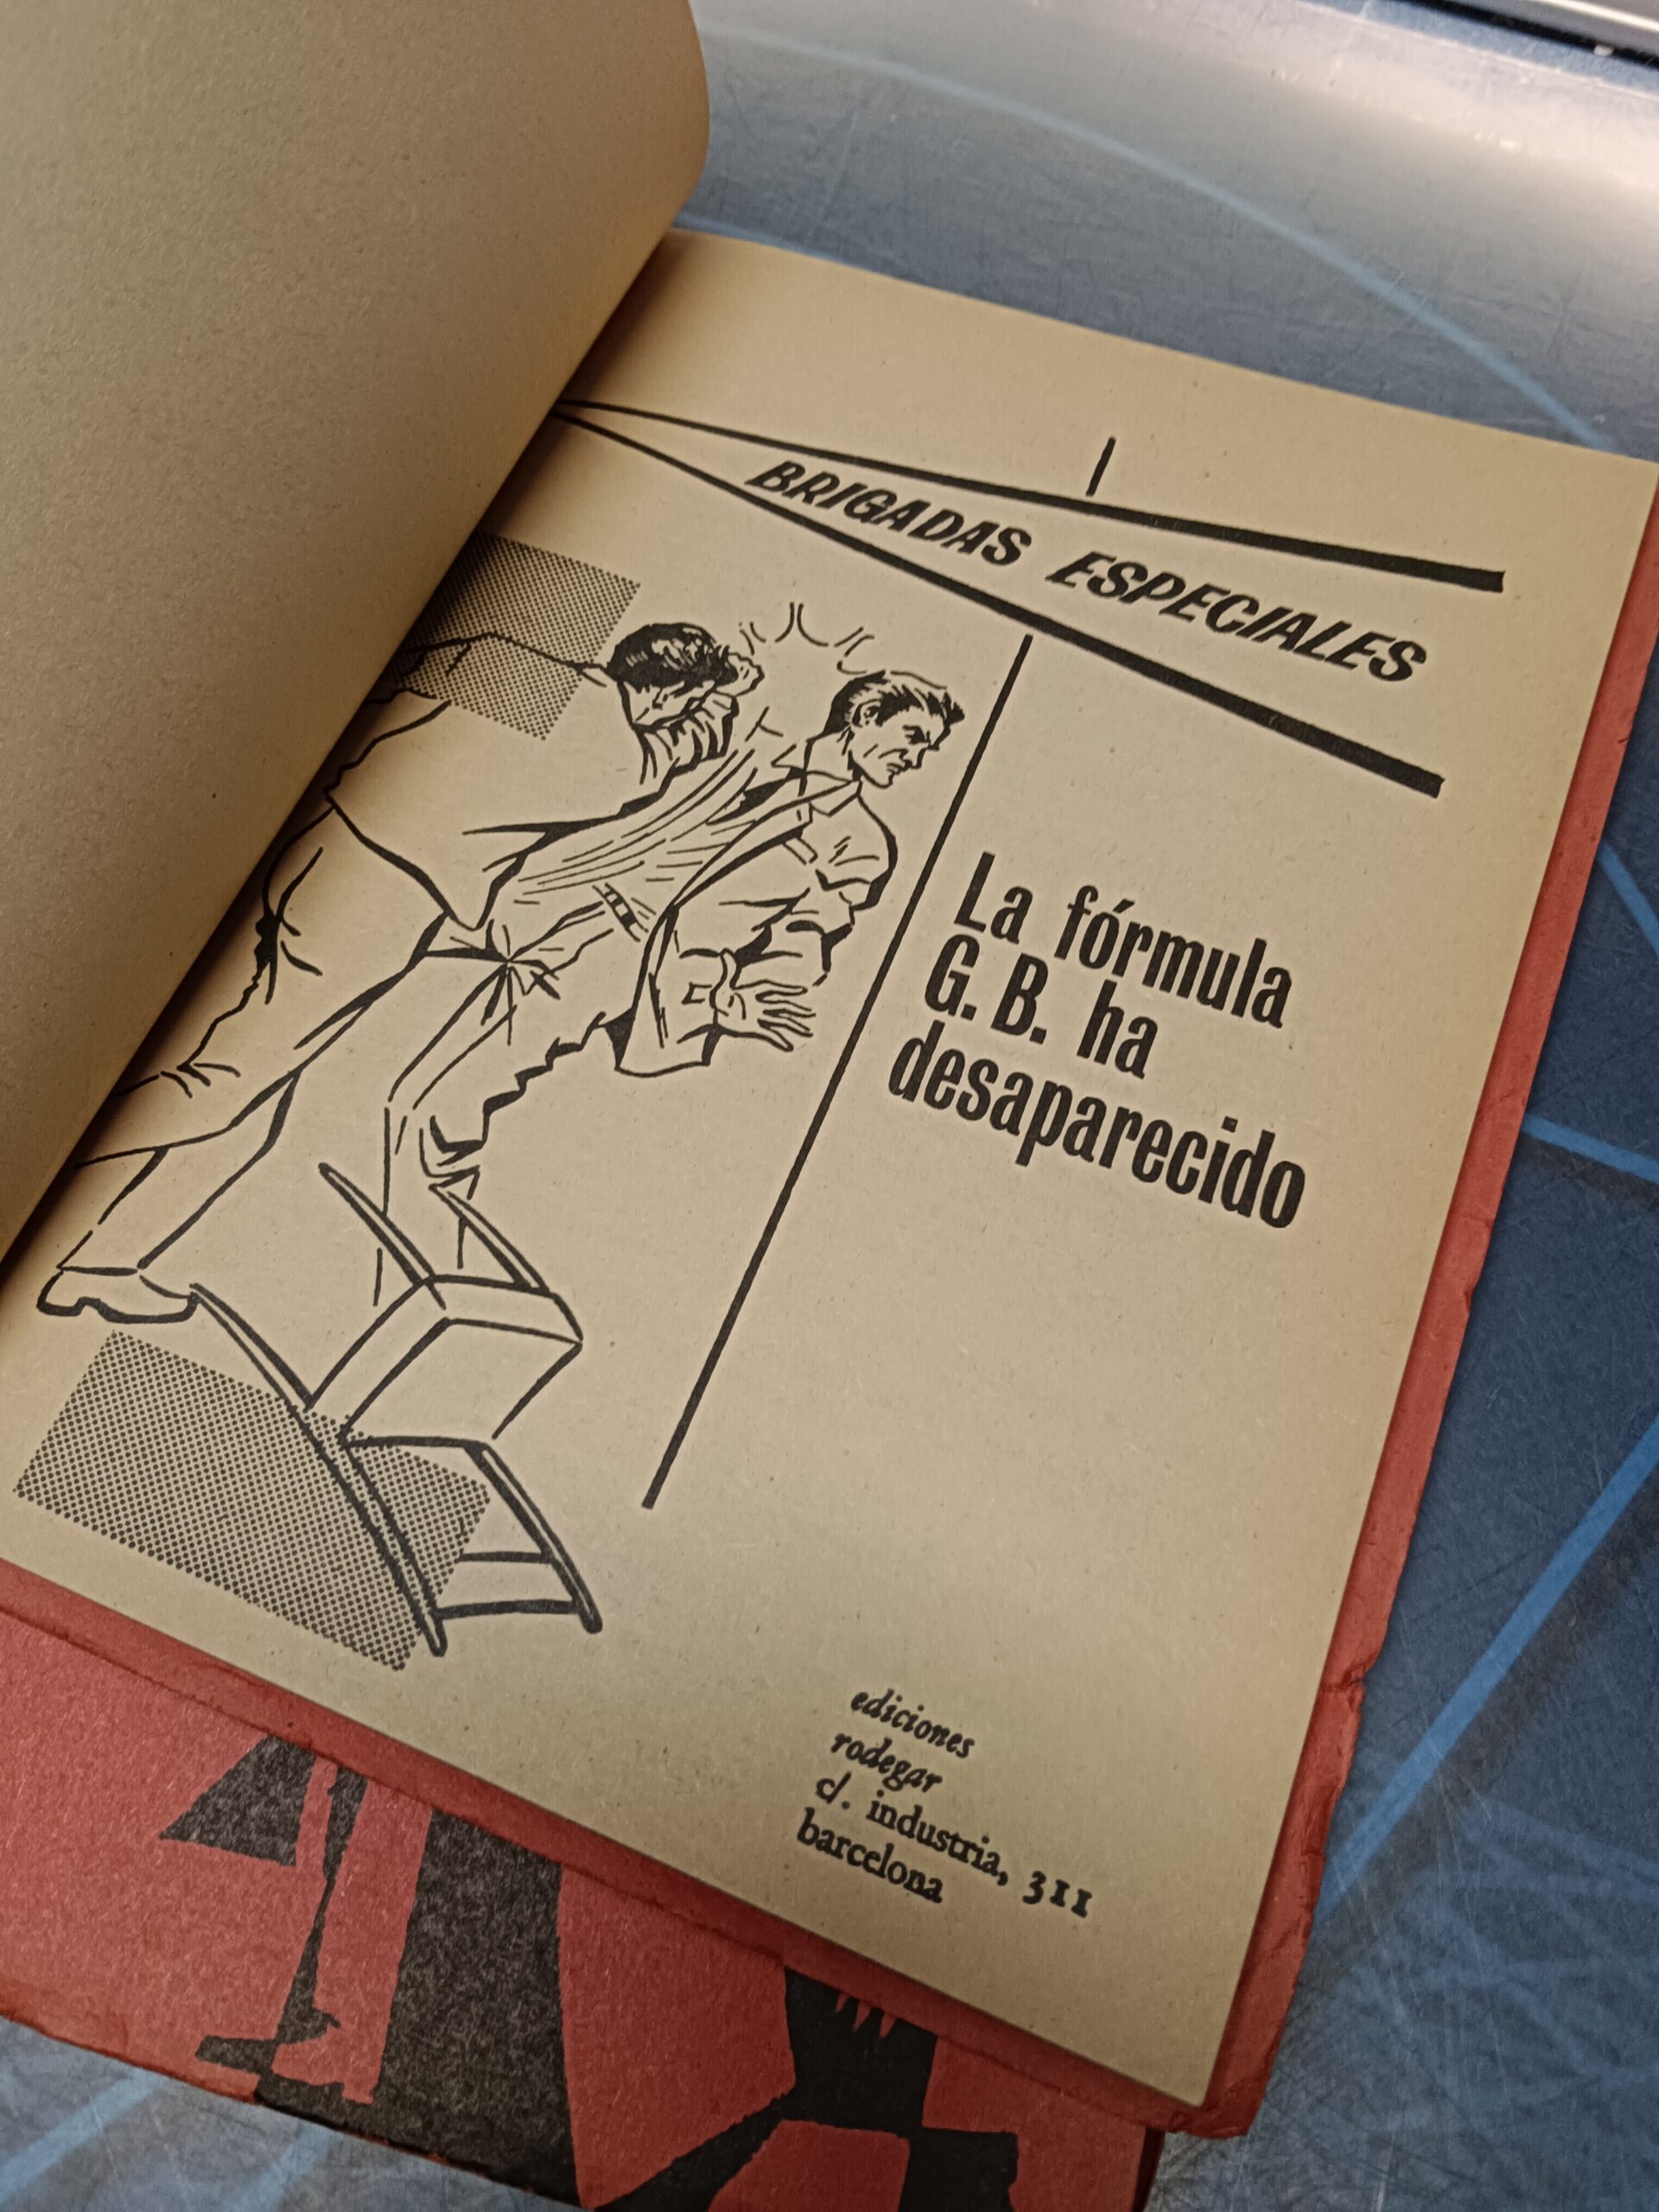 BRIGADAS ESPECIALES
La fórmula
G. B. ha
desaparecido
ediciones
rodegar
c/. industria, 311
barcelona